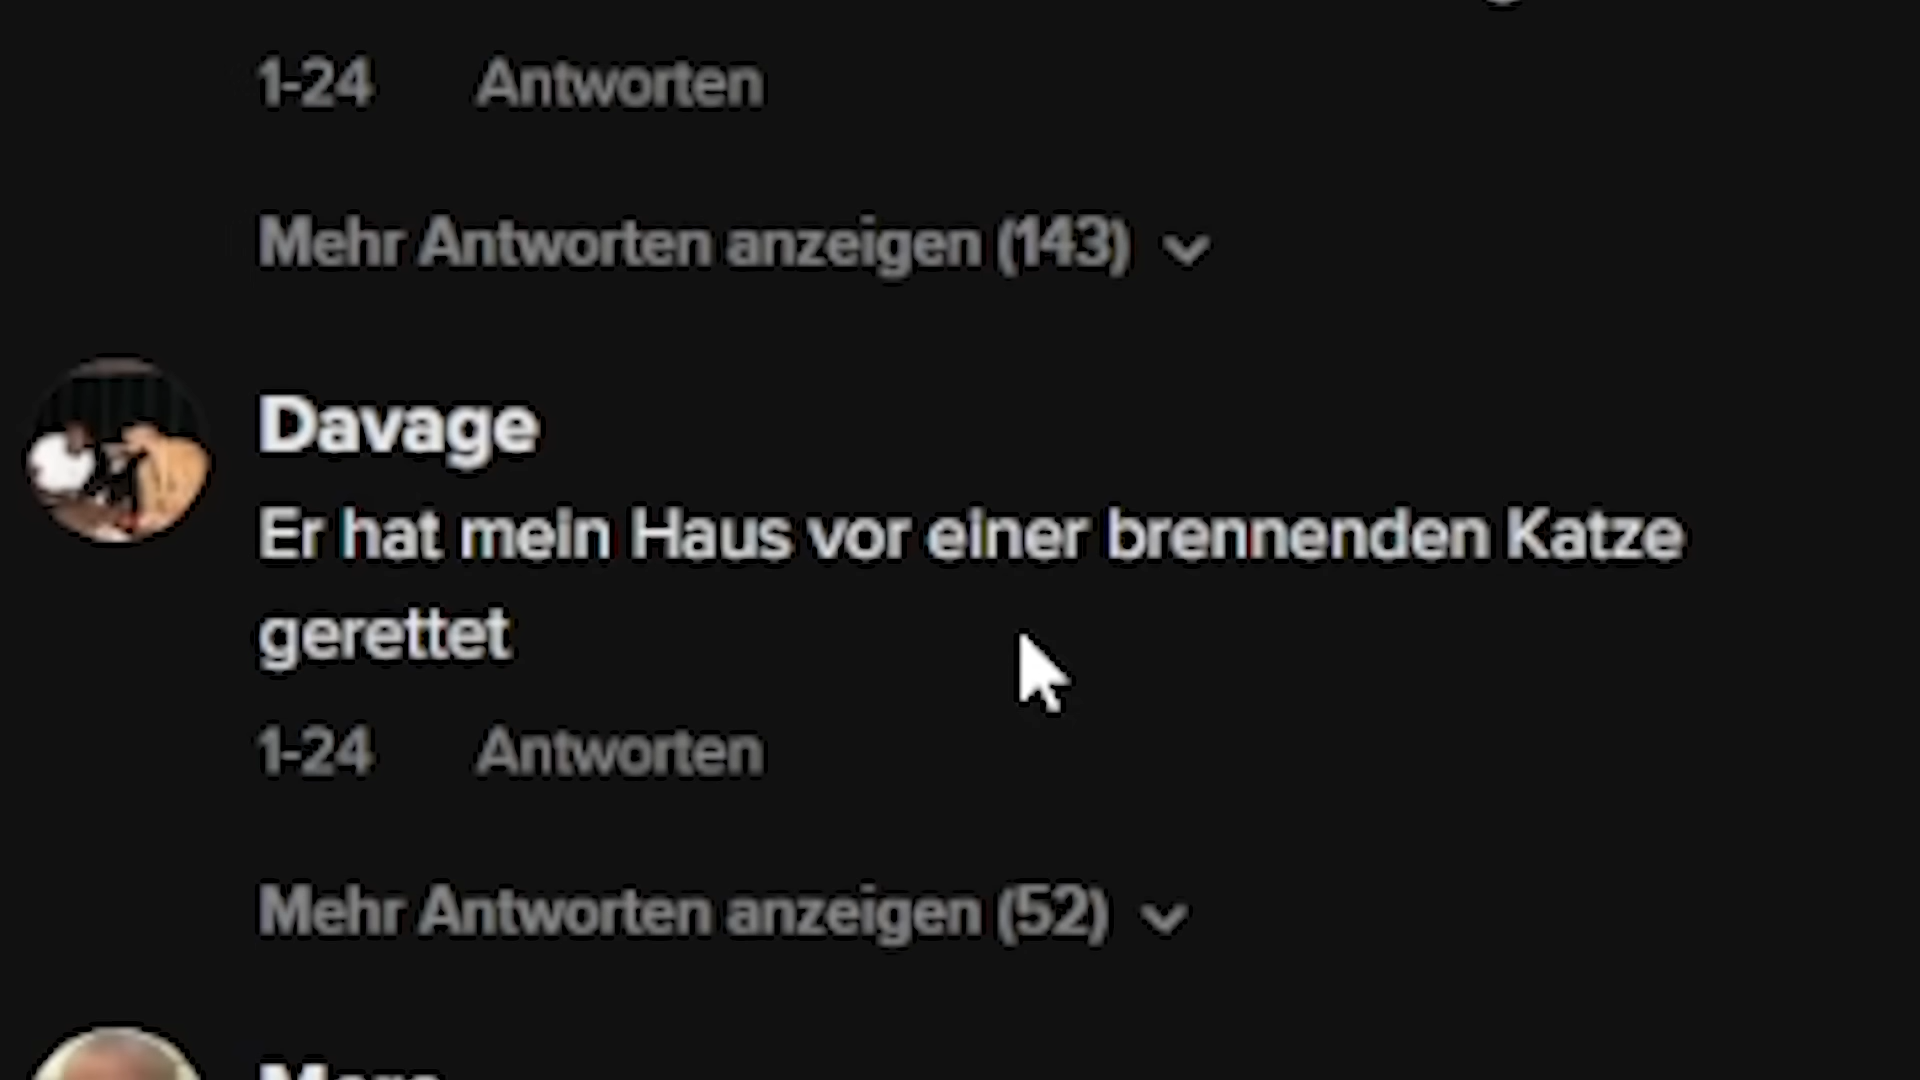 1-24 Antworten
Mehr Antworten anzeigen (143)
Davage
Er hat mein Haus vor einer brennenden Katze
gerettet
1-24 Antworten
Mehr Antworten anzeigen (52)